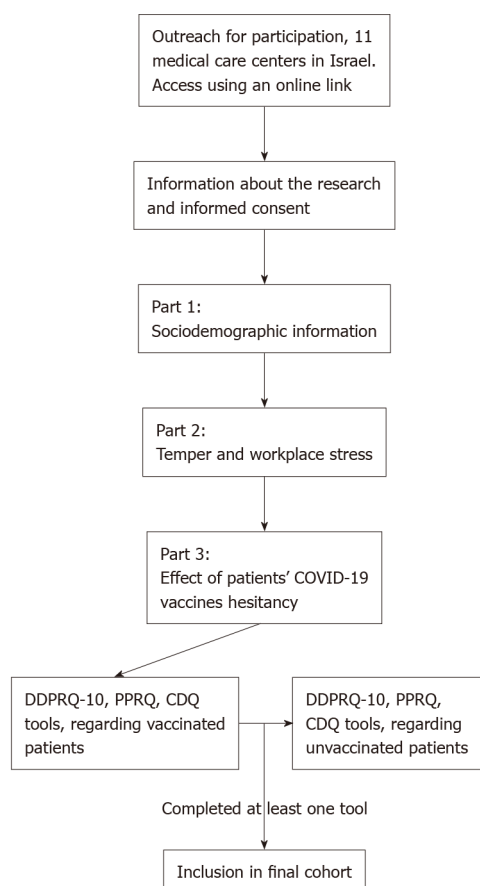 Outreach for participation, 11
medical care centers in Israel.
Access using an online link
Information about the research
and informed consent
Part 1:
Sociodemographic information
Part 2:
Temper and workplace stress
Part 3:
Effect of patients’ COVID-19
vaccines hesitancy
DDPRQ-10, PPRQ, CDQ
tools, regarding vaccinated
patients
DDPRQ-10, PPRQ,
CDQ tools, regarding
unvaccinated patients
Completed at least one tool
Inclusion in final cohort